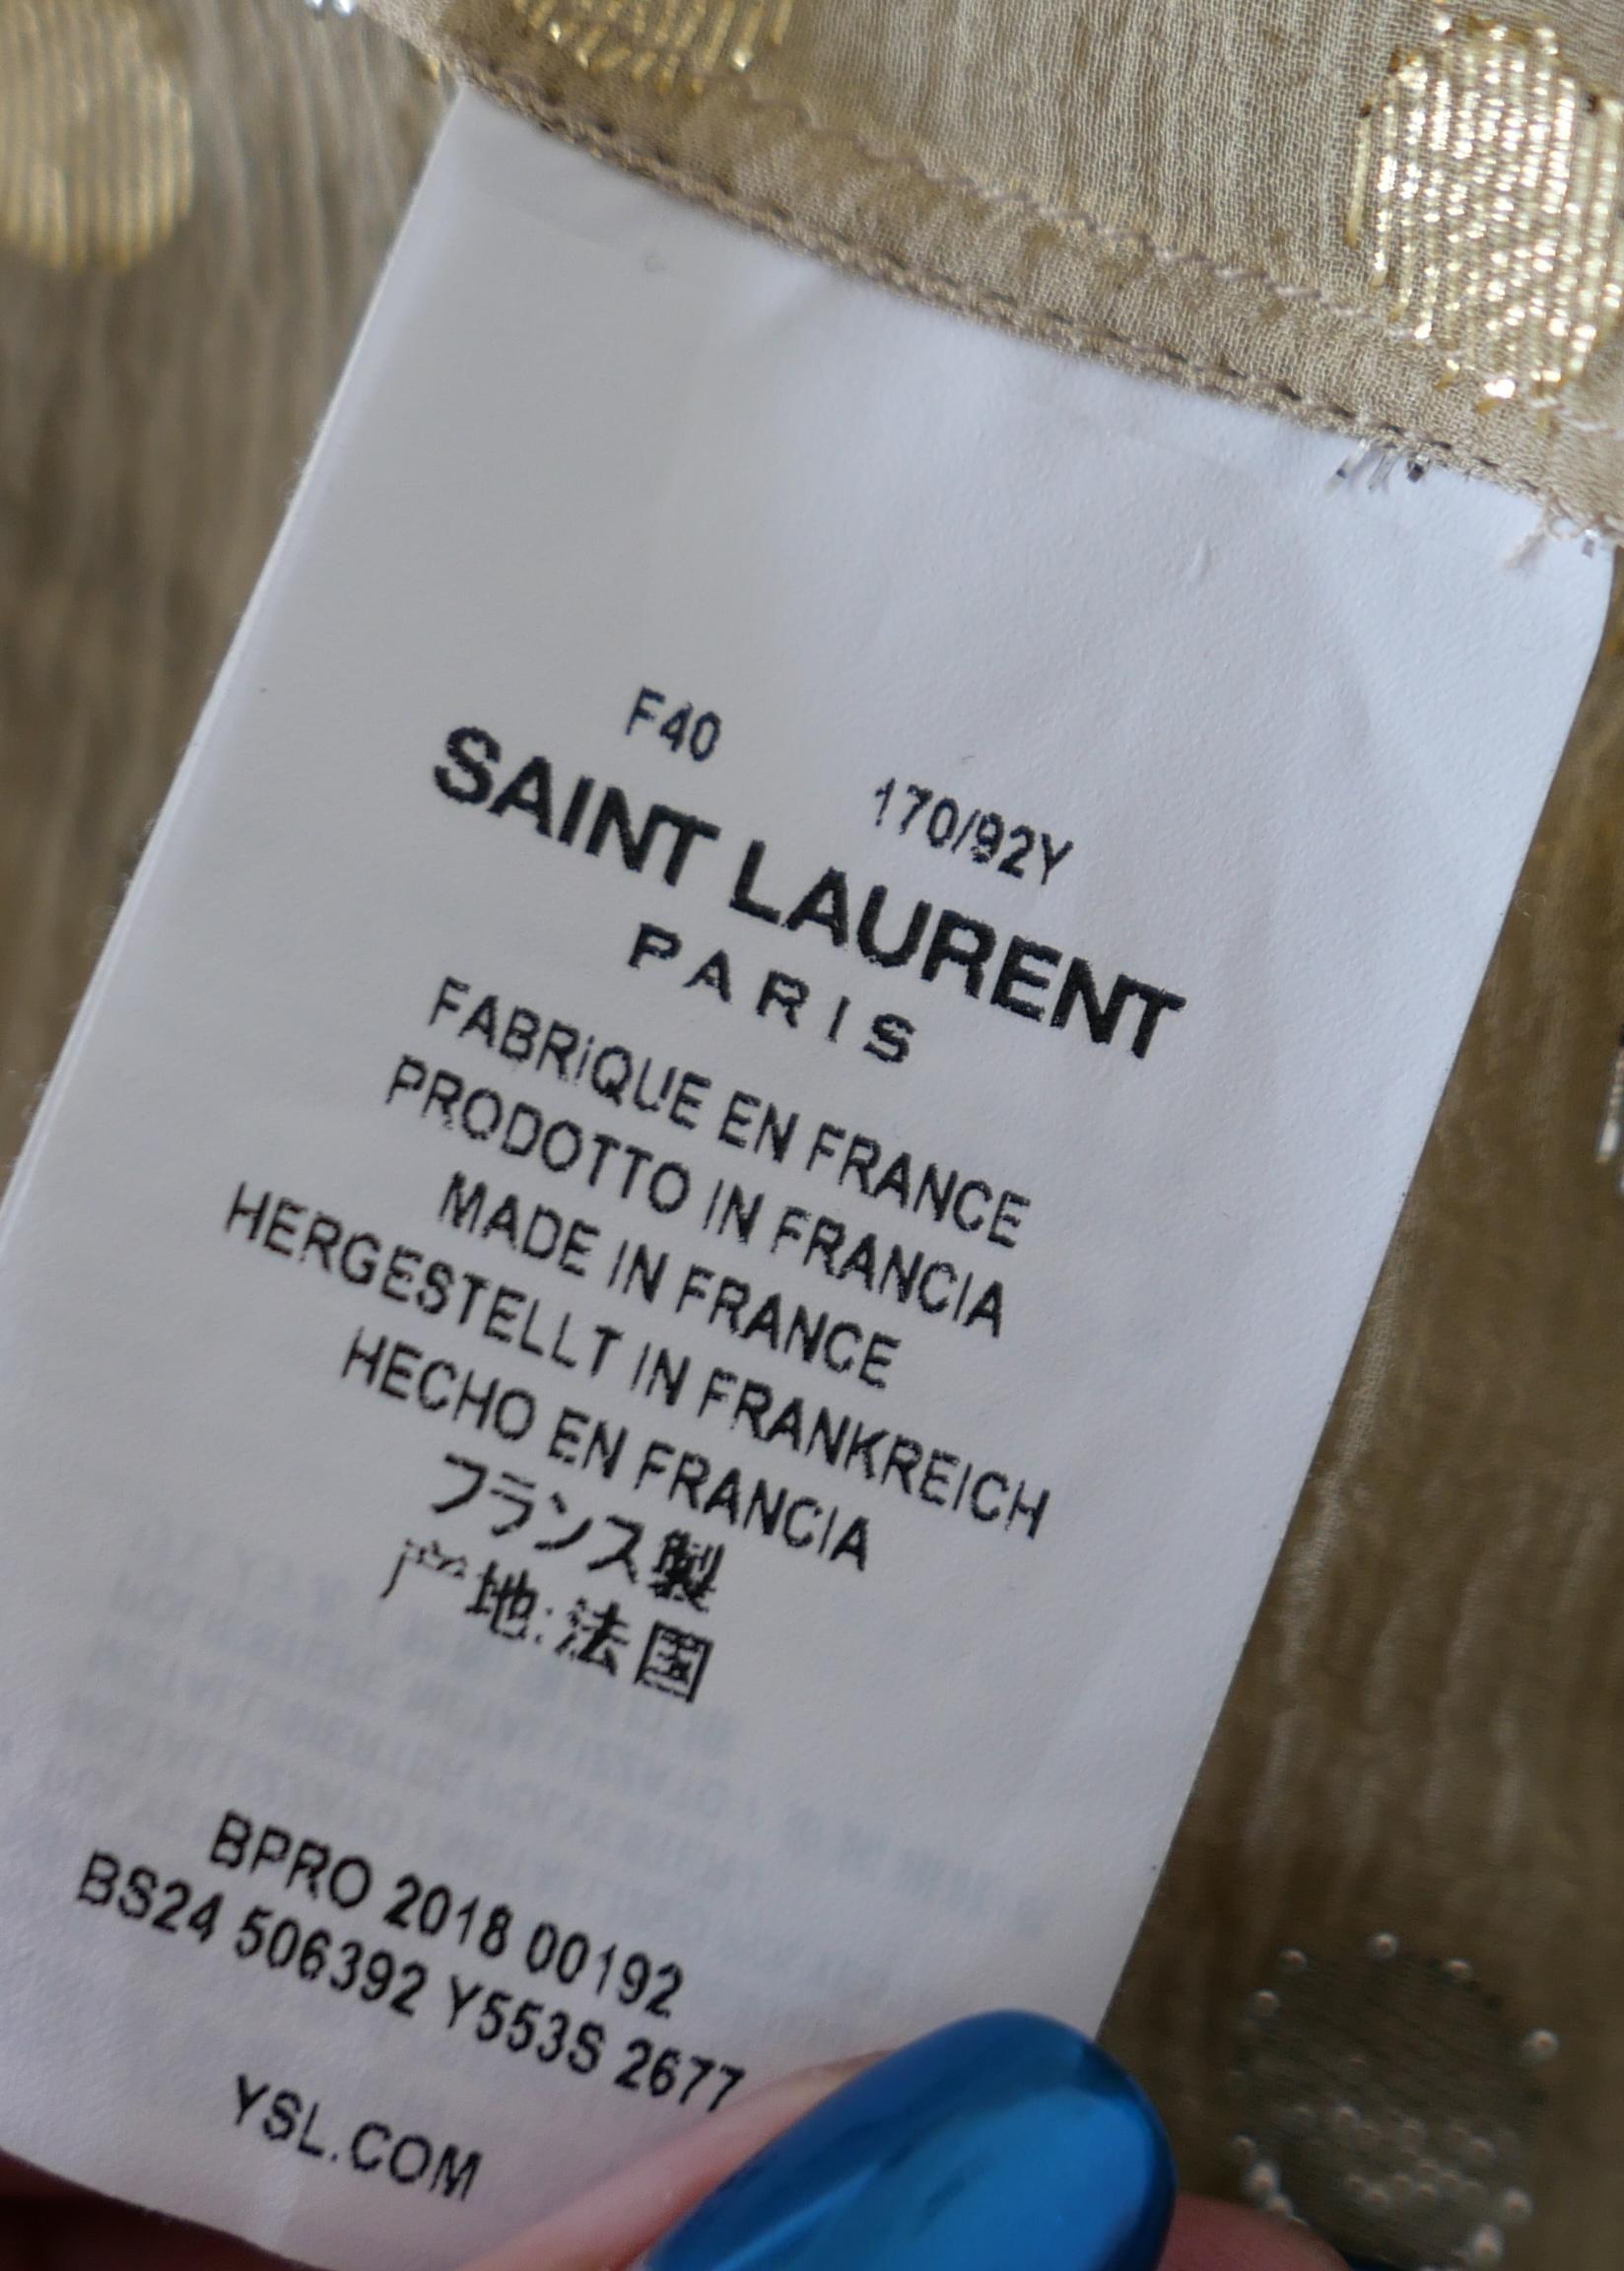 F40 170/92Y
SAINT LAURENT
PARIS
FABRiQUE EN FRANCE
PRODOTTO IN FRANCIA
MADE IN FRANCE
HERGESTELLT IN FRANKREICH
HECHO EN FRANCIA
フランス製
产地:法国
BPRO 2018 00192
BS24 506392 Y553S 2677
YSL.COM